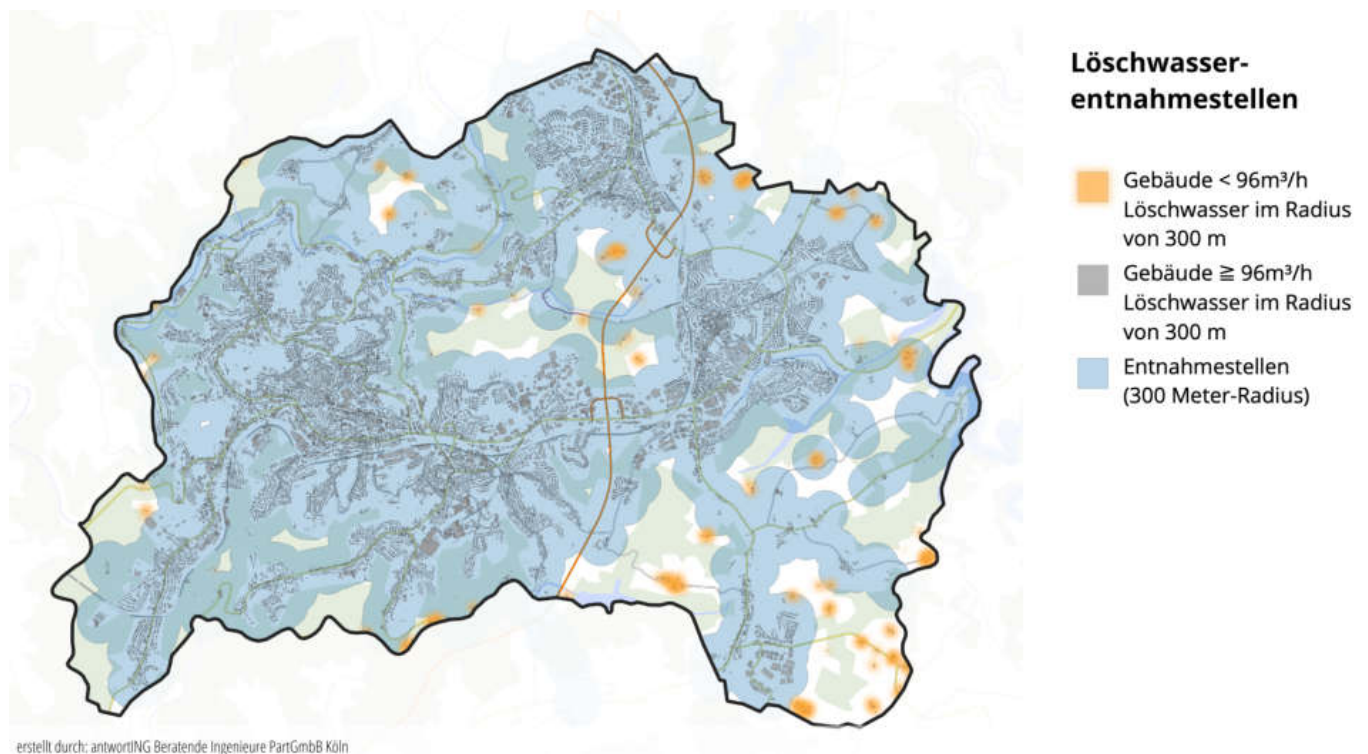 Löschwasser-
entnahmestellen
Gebäude < 96m³/h
Löschwasser im Radius
von 300 m
Gebäude ≧ 96m³/h
Löschwasser im Radius
von 300 m
Entnahmestellen
(300 Meter-Radius)
erstellt durch: antwortING Beratende Ingenieure PartGmbB Köln